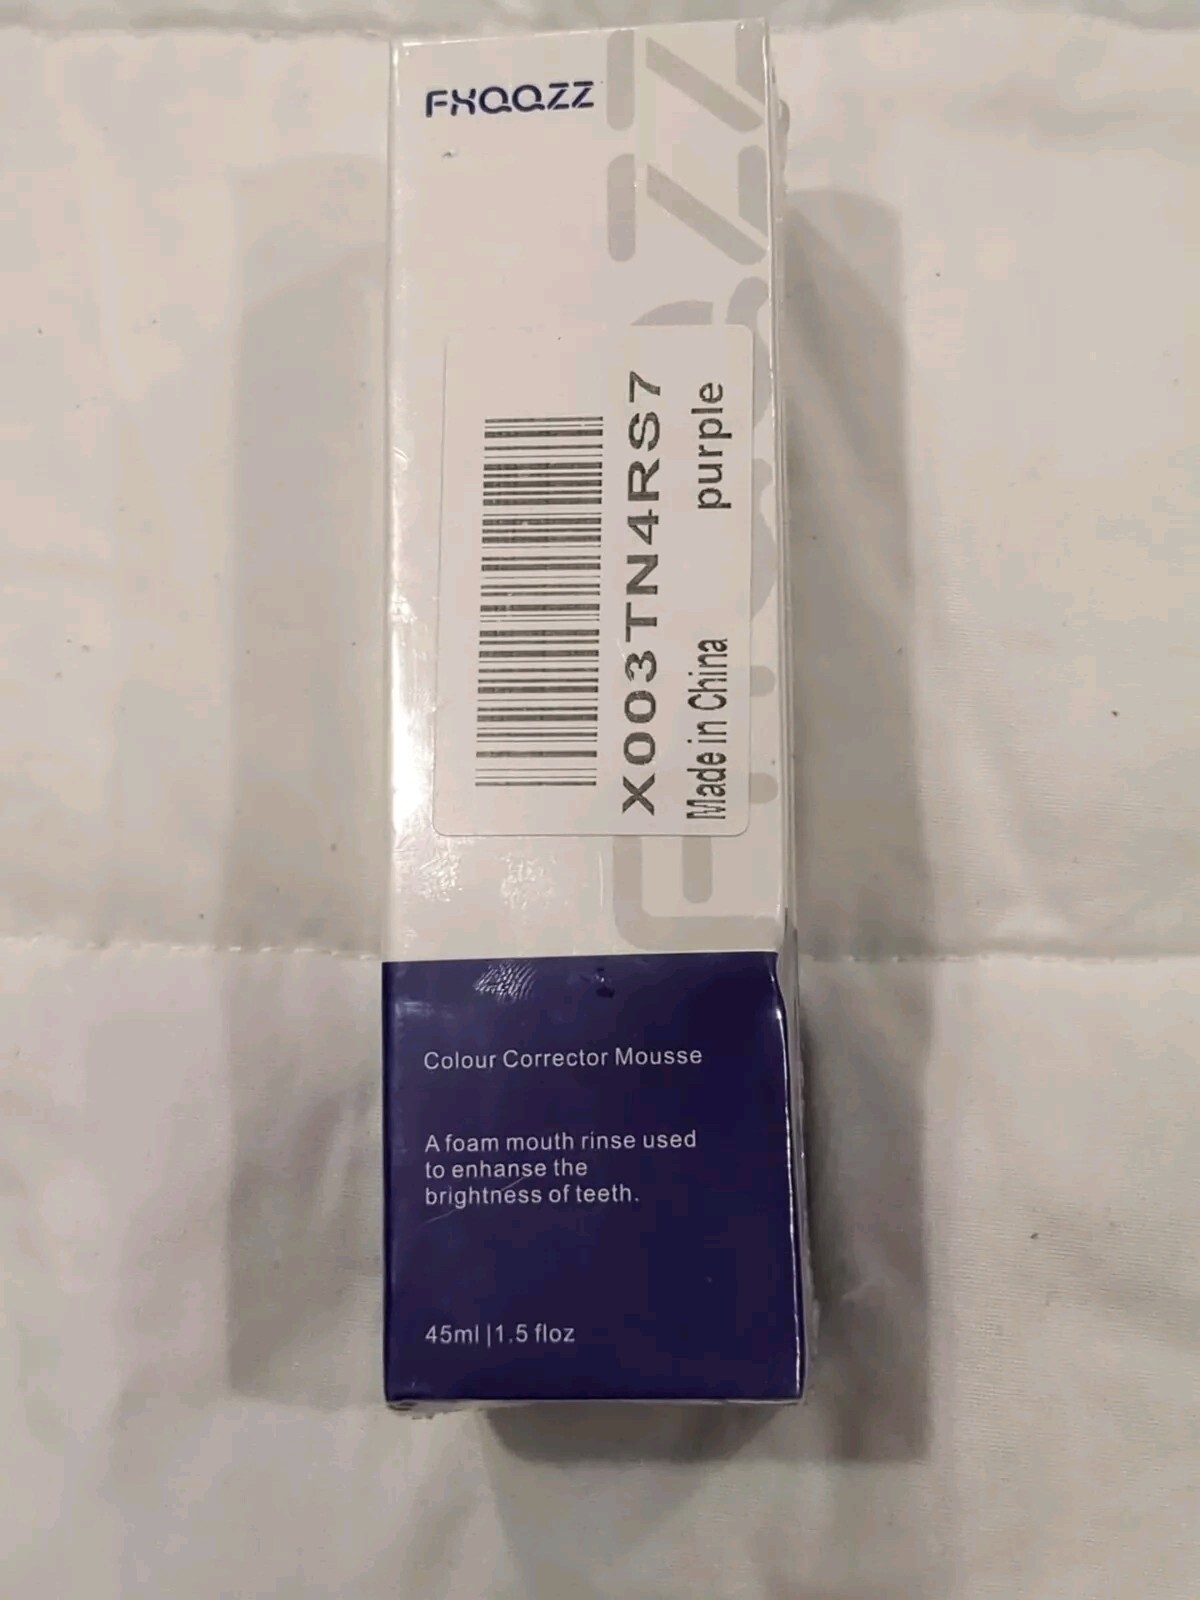 FXQQZZ
X003TN4RS7
Made in China purple
Colour Corrector Mousse
A foam mouth rinse used
to enhanse the
brightness of teeth.
45ml | 1.5 floz